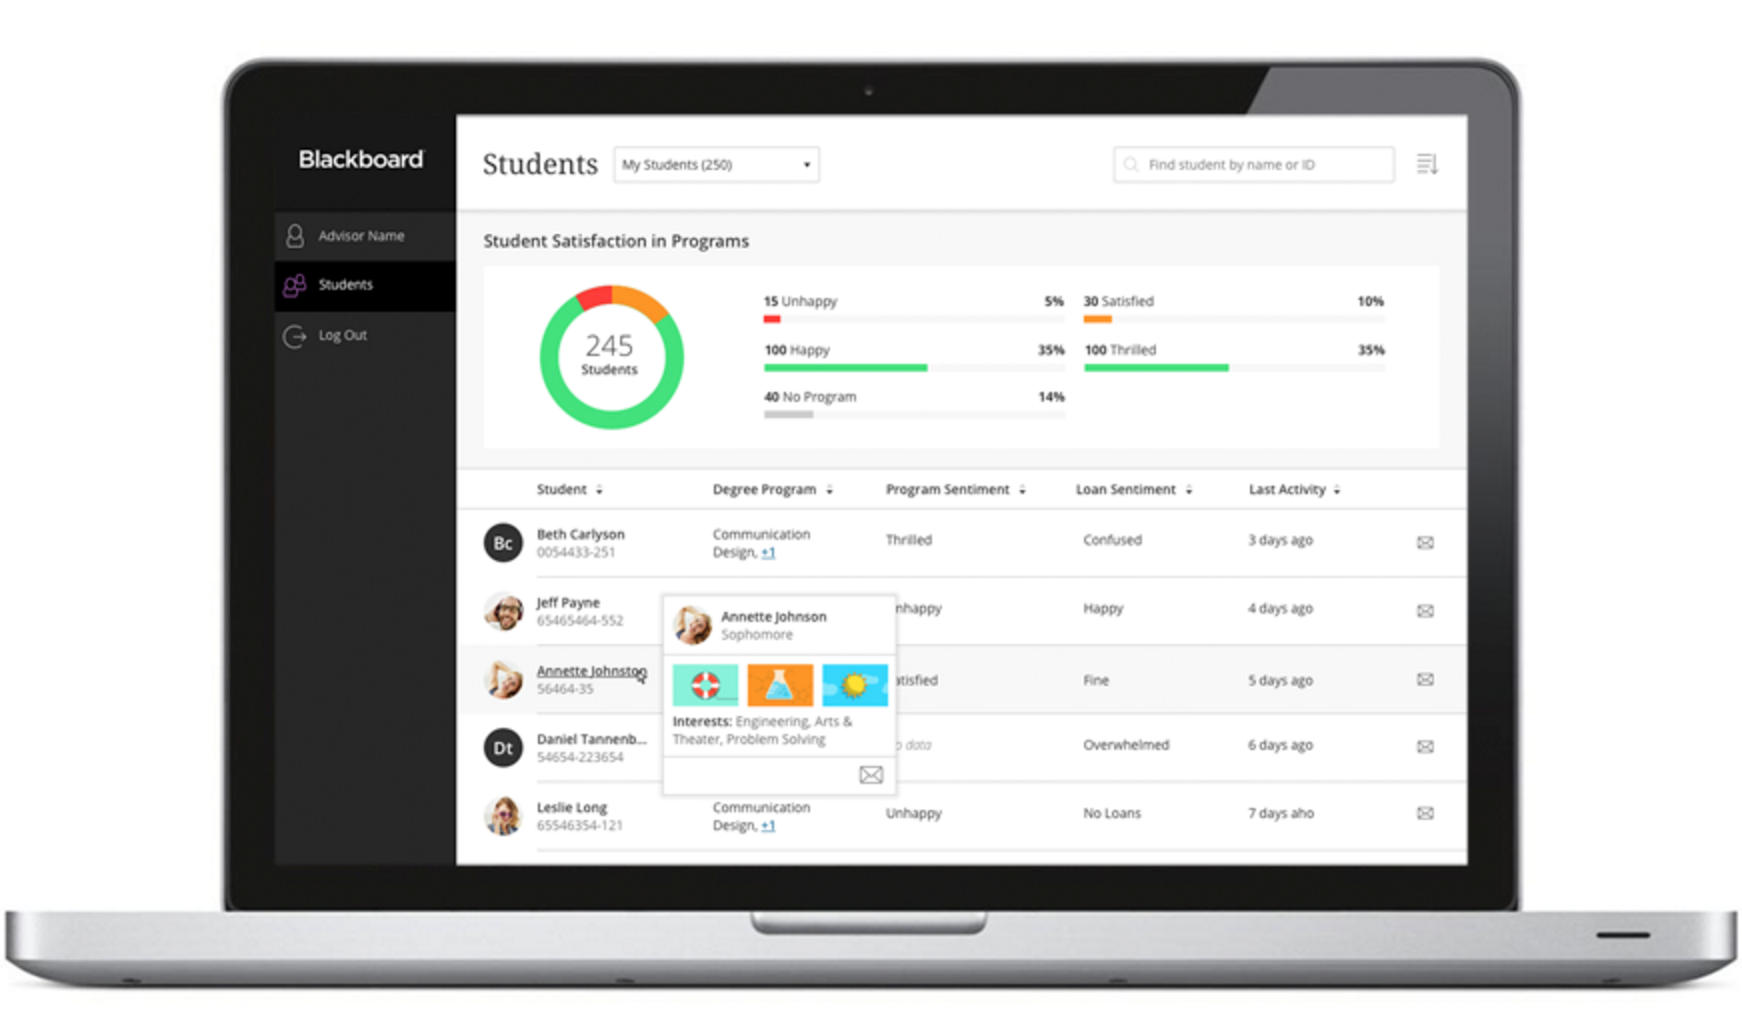 Blackboard
Advisor Name
Students
Log Out
Students
My Students (250)
Find student by name or ID
Student Satisfaction in Programs
245
Students
15 Unhappy 5%
30 Satisfied 10%
100 Happy 35%
100 Thrilled 35%
40 No Program 14%
Student Degree Program Program Sentiment Loan Sentiment Last Activity
Bc
Beth Carlyson
0054433-251
Communication
Design, +1
Thrilled
Confused
3 days ago
Jeff Payne
65465464-552
nhappy
Happy
4 days ago
Annette Johnston
56464-35
atisfied
Fine
5 days ago
Annette Johnson
Sophomore
Interests: Engineering, Arts &
Theater, Problem Solving
Dt
Daniel Tannenb...
54654-223654
o data
Overwhelmed
6 days ago
Leslie Long
65546354-121
Communication
Design, +1
Unhappy
No Loans
7 days aho